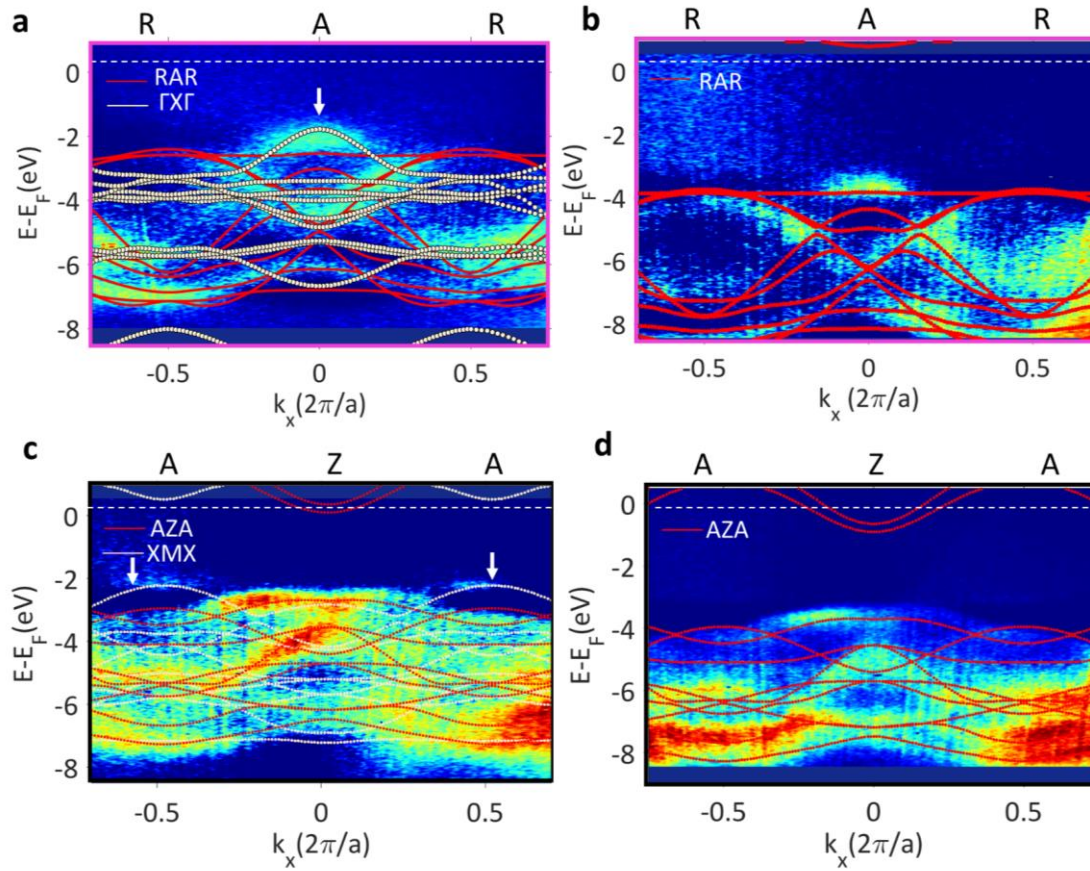 a
R A R
RAR
ΓXΓ
0
-2
-4
-6
-8
E-E_F(eV)
-0.5 0 0.5
k_x(2π/a)
b
R A R
RAR
0
-2
-4
-6
-8
E-E_F(eV)
-0.5 0 0.5
k_x (2π/a)
c
A Z A
AZA
XMX
0
-2
-4
-6
-8
E-E_F(eV)
-0.5 0 0.5
k_x(2π/a)
d
A Z A
AZA
0
-2
-4
-6
-8
E-E_F(eV)
-0.5 0 0.5
k_x(2π/a)